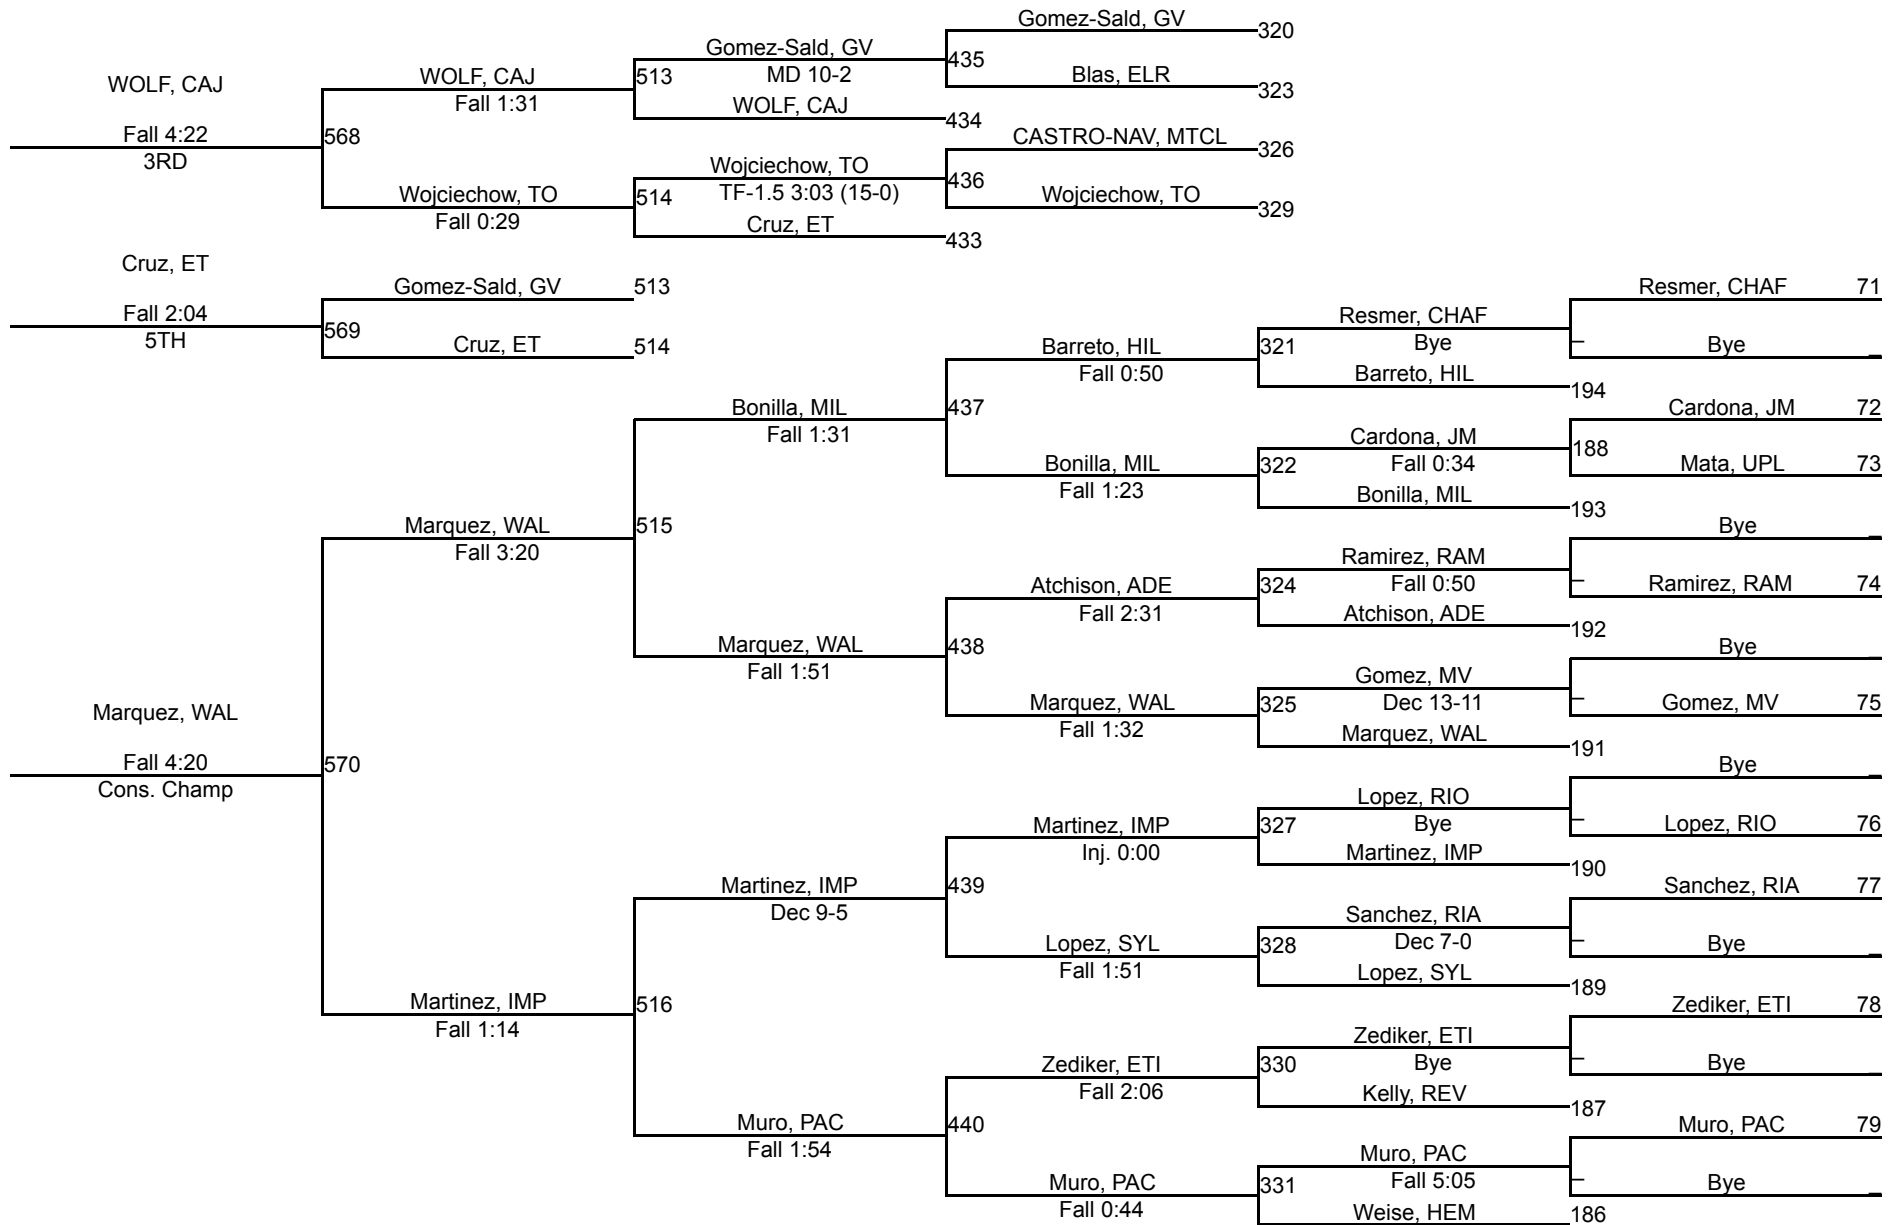 Gomez-Sald, GV
320
Gomez-Sald, GV
435
MD 10-2
Blas, ELR
323
WOLF, CAJ
513
Fall 1:31
WOLF, CAJ
434
WOLF, CAJ
Fall 4:22
568
3RD
CASTRO-NAV, MTCL
326
Wojciechow, TO
436
TF-1.5 3:03 (15-0)
Wojciechow, TO
329
Wojciechow, TO
514
Fall 0:29
Cruz, ET
433
Cruz, ET
Fall 2:04
569
5TH
Gomez-Sald, GV
513
Cruz, ET
514
Resmer, CHAF 71
Resmer, CHAF
Bye
Bye _
Barreto, HIL
321
Fall 0:50
Barreto, HIL
194
Bonilla, MIL
437
Fall 1:31
Cardona, JM 72
Cardona, JM
188
Fall 0:34
Mata, UPL 73
Bonilla, MIL
322
Fall 1:23
Bonilla, MIL
193
Marquez, WAL
515
Fall 3:20
Bye _
Ramirez, RAM
Fall 0:50
Ramirez, RAM 74
Atchison, ADE
324
Fall 2:31
Atchison, ADE
192
Marquez, WAL
438
Fall 1:51
Bye _
Gomez, MV
Dec 13-11
Gomez, MV 75
Marquez, WAL
325
Fall 1:32
Marquez, WAL
191
Marquez, WAL
Fall 4:20
570
Cons. Champ
Bye _
Lopez, RIO
Bye
Lopez, RIO 76
Martinez, IMP
327
Inj. 0:00
Martinez, IMP
190
Martinez, IMP
439
Dec 9-5
Sanchez, RIA 77
Sanchez, RIA
Dec 7-0
Bye _
Lopez, SYL
328
Fall 1:51
Lopez, SYL
189
Martinez, IMP
516
Fall 1:14
Zediker, ETI 78
Zediker, ETI
Bye
Bye _
Zediker, ETI
330
Fall 2:06
Kelly, REV
187
Muro, PAC
440
Fall 1:54
Muro, PAC 79
Muro, PAC
Fall 5:05
Bye _
Muro, PAC
331
Fall 0:44
Weise, HEM
186